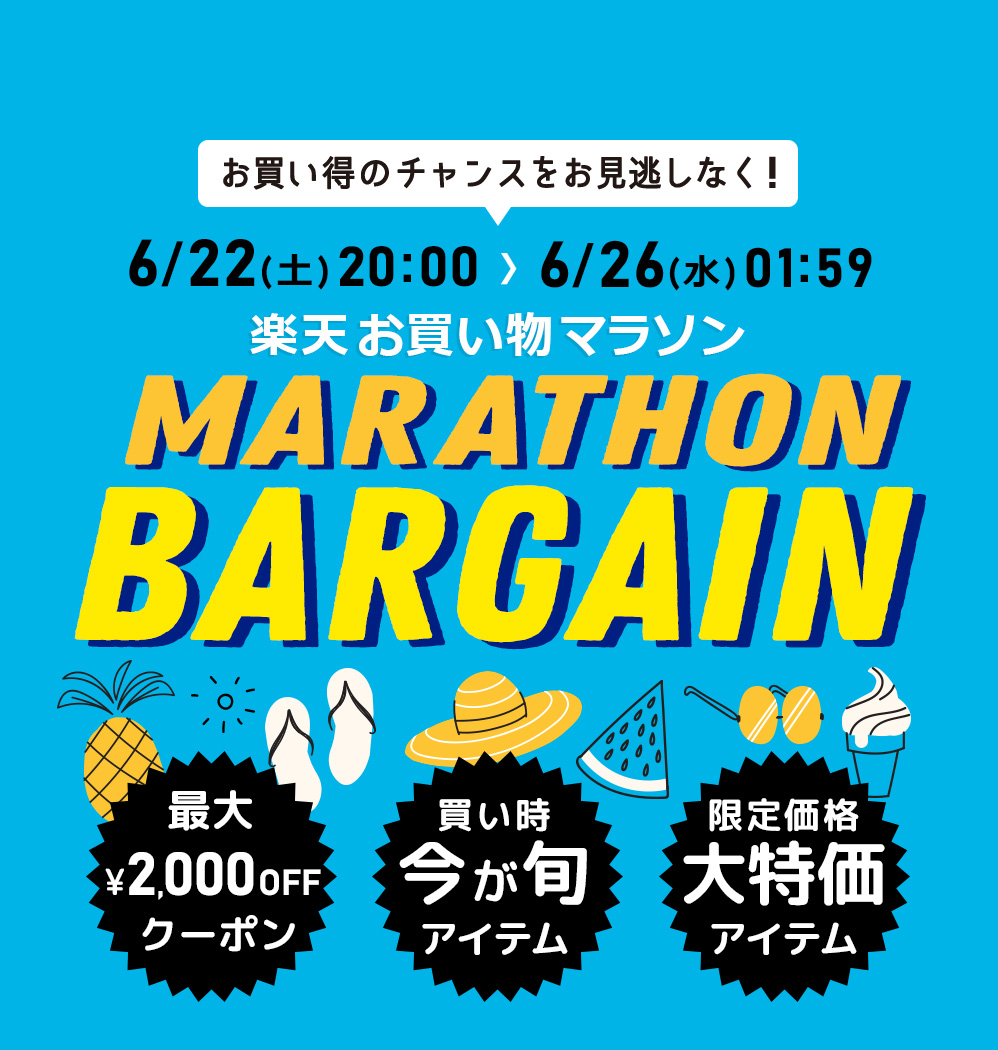 お買い得のチャンスをお見逃しなく!
6/22(土)20:00 〉 6/26(水)01:59
楽天お買い物マラソン
MARATHON
BARGAIN
最大
¥2,000OFF
クーポン
買い時
今が旬
アイテム
限定価格
大特価
アイテム